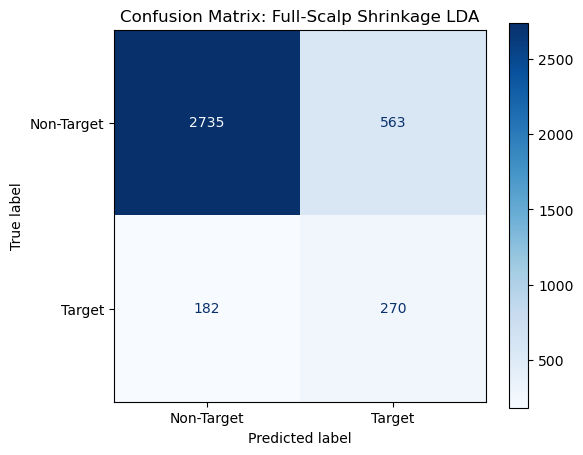 Confusion Matrix: Full-Scalp Shrinkage LDA
True label
Non-Target
2735 563
Target
182 270
Non-Target Target
Predicted label
2500
2000
1500
1000
500